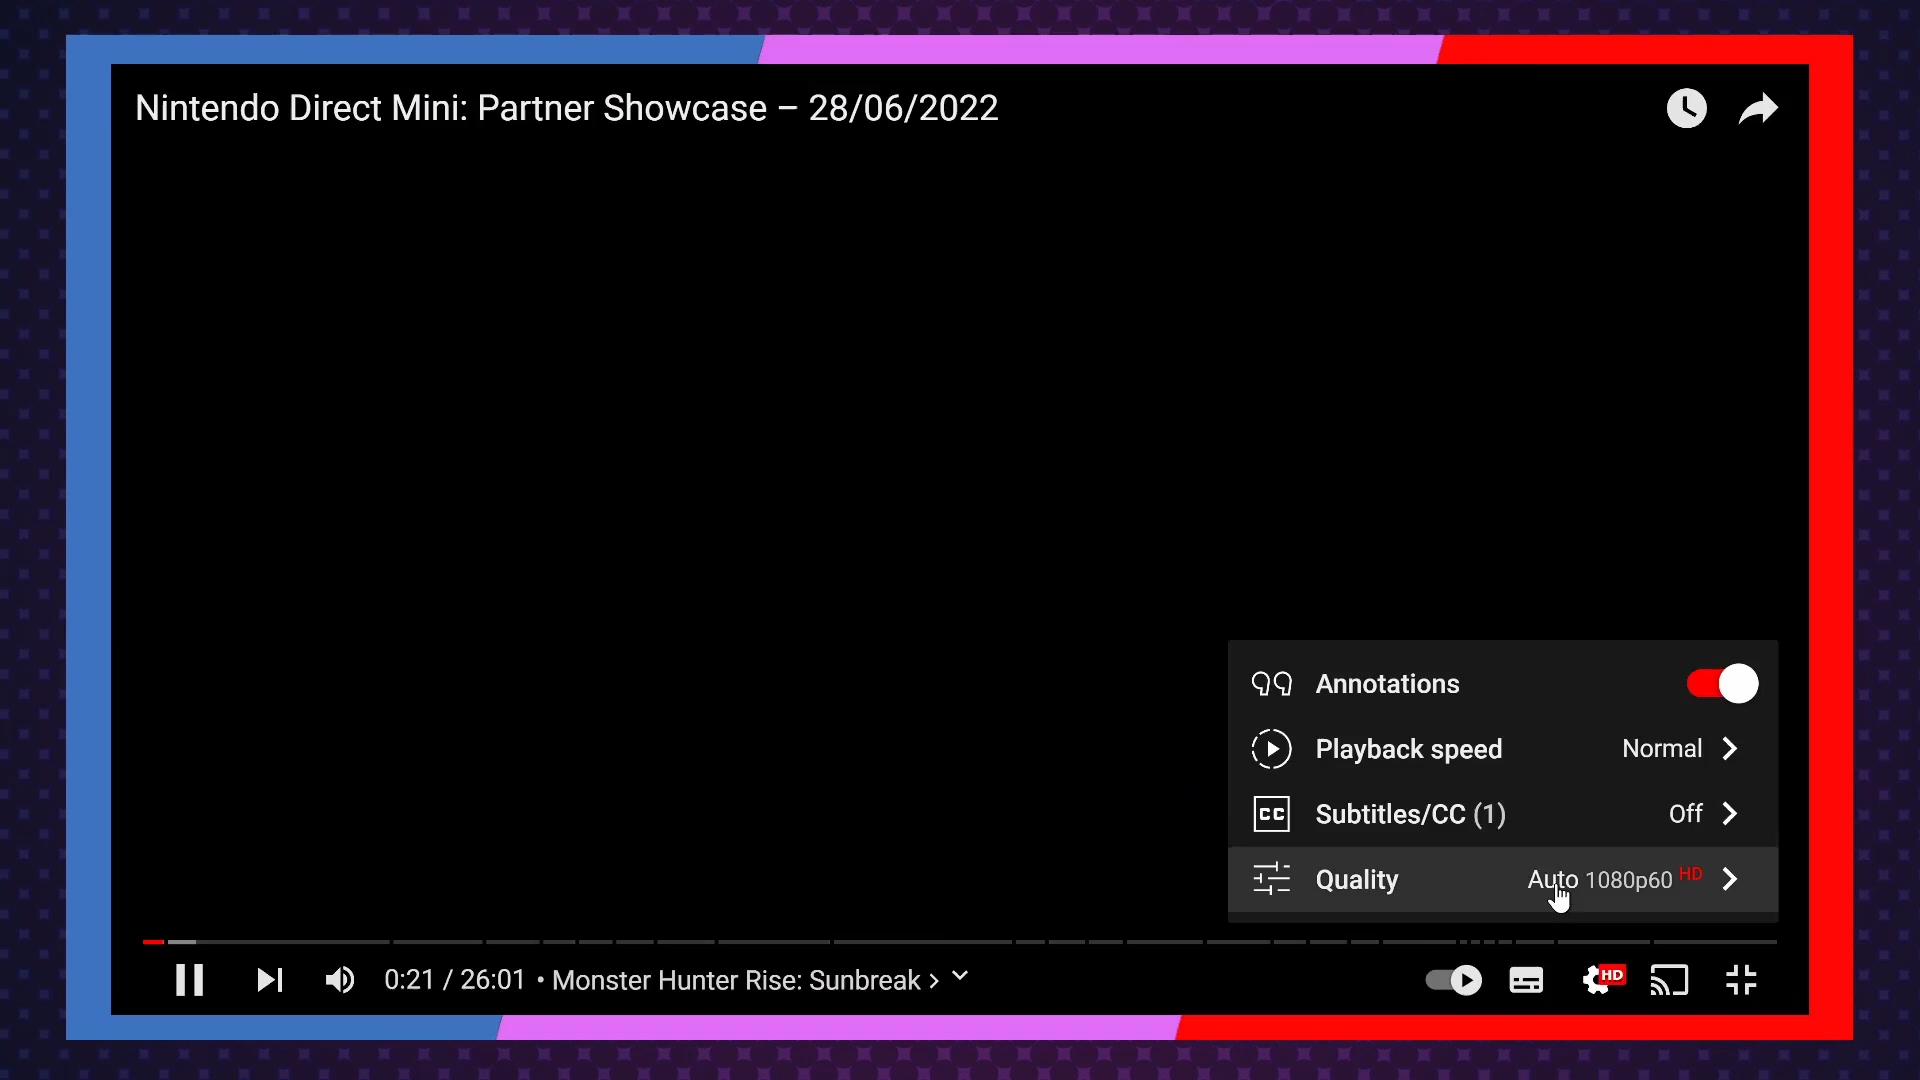 Nintendo Direct Mini: Partner Showcase – 28/06/2022
Annotations
Playback speed Normal
CC Subtitles/CC (1) Off
Quality Auto 1080p60 HD
0:21 / 26:01 • Monster Hunter Rise: Sunbreak
HD